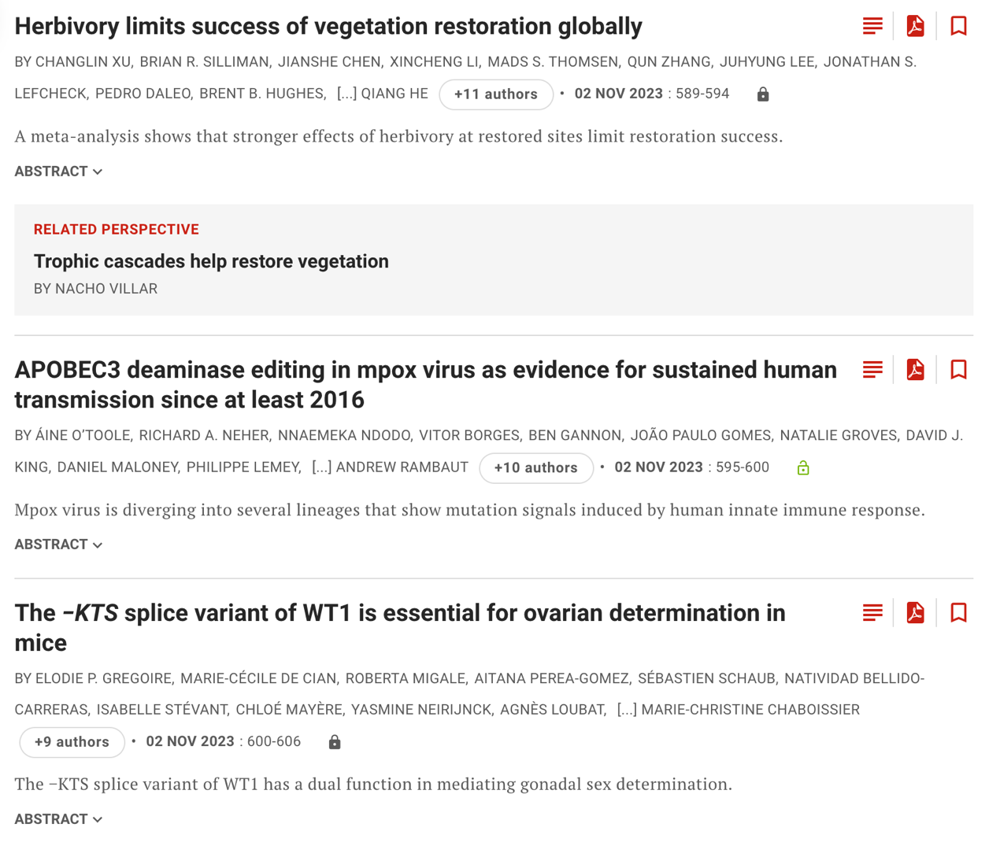 Herbivory limits success of vegetation restoration globally
BY CHANGLIN XU, BRIAN R. SILLIMAN, JIANSHE CHEN, XINCHENG LI, MADS S. THOMSEN, QUN ZHANG, JUHYUNG LEE, JONATHAN S.
LEFCHECK, PEDRO DALEO, BRENT B. HUGHES, [...] QIANG HE +11 authors • 02 NOV 2023 : 589-594
A meta-analysis shows that stronger effects of herbivory at restored sites limit restoration success.
ABSTRACT
RELATED PERSPECTIVE
Trophic cascades help restore vegetation
BY NACHO VILLAR
APOBEC3 deaminase editing in mpox virus as evidence for sustained human
transmission since at least 2016
BY ÁINE O’TOOLE, RICHARD A. NEHER, NNAEMEKA NDODO, VITOR BORGES, BEN GANNON, JOÃO PAULO GOMES, NATALIE GROVES, DAVID J.
KING, DANIEL MALONEY, PHILIPPE LEMEY, [...] ANDREW RAMBAUT +10 authors • 02 NOV 2023 : 595-600
Mpox virus is diverging into several lineages that show mutation signals induced by human innate immune response.
ABSTRACT
The −KTS splice variant of WT1 is essential for ovarian determination in
mice
BY ELODIE P. GREGOIRE, MARIE-CÉCILE DE CIAN, ROBERTA MIGALE, AITANA PEREA-GOMEZ, SÉBASTIEN SCHAUB, NATIVIDAD BELLIDO-
CARRERAS, ISABELLE STÉVANT, CHLOÉ MAYÈRE, YASMINE NEIRIJNCK, AGNÈS LOUBAT, [...] MARIE-CHRISTINE CHABOISSIER
+9 authors • 02 NOV 2023 : 600-606
The −KTS splice variant of WT1 has a dual function in mediating gonadal sex determination.
ABSTRACT